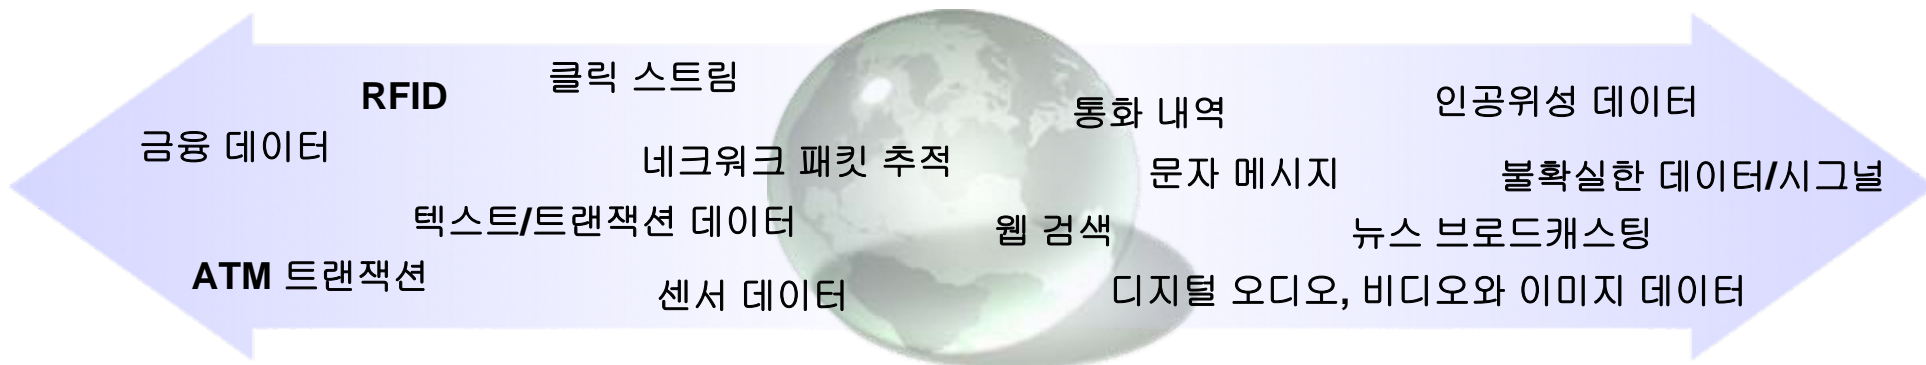 클릭 스트림
RFID
금융 데이터
네크워크 패킷 추적
텍스트/트랜잭션 데이터
ATM 트랜잭션
센서 데이터
통화 내역
인공위성 데이터
문자 메시지
불확실한 데이터/시그널
웹 검색
뉴스 브로드캐스팅
디지털 오디오, 비디오와 이미지 데이터